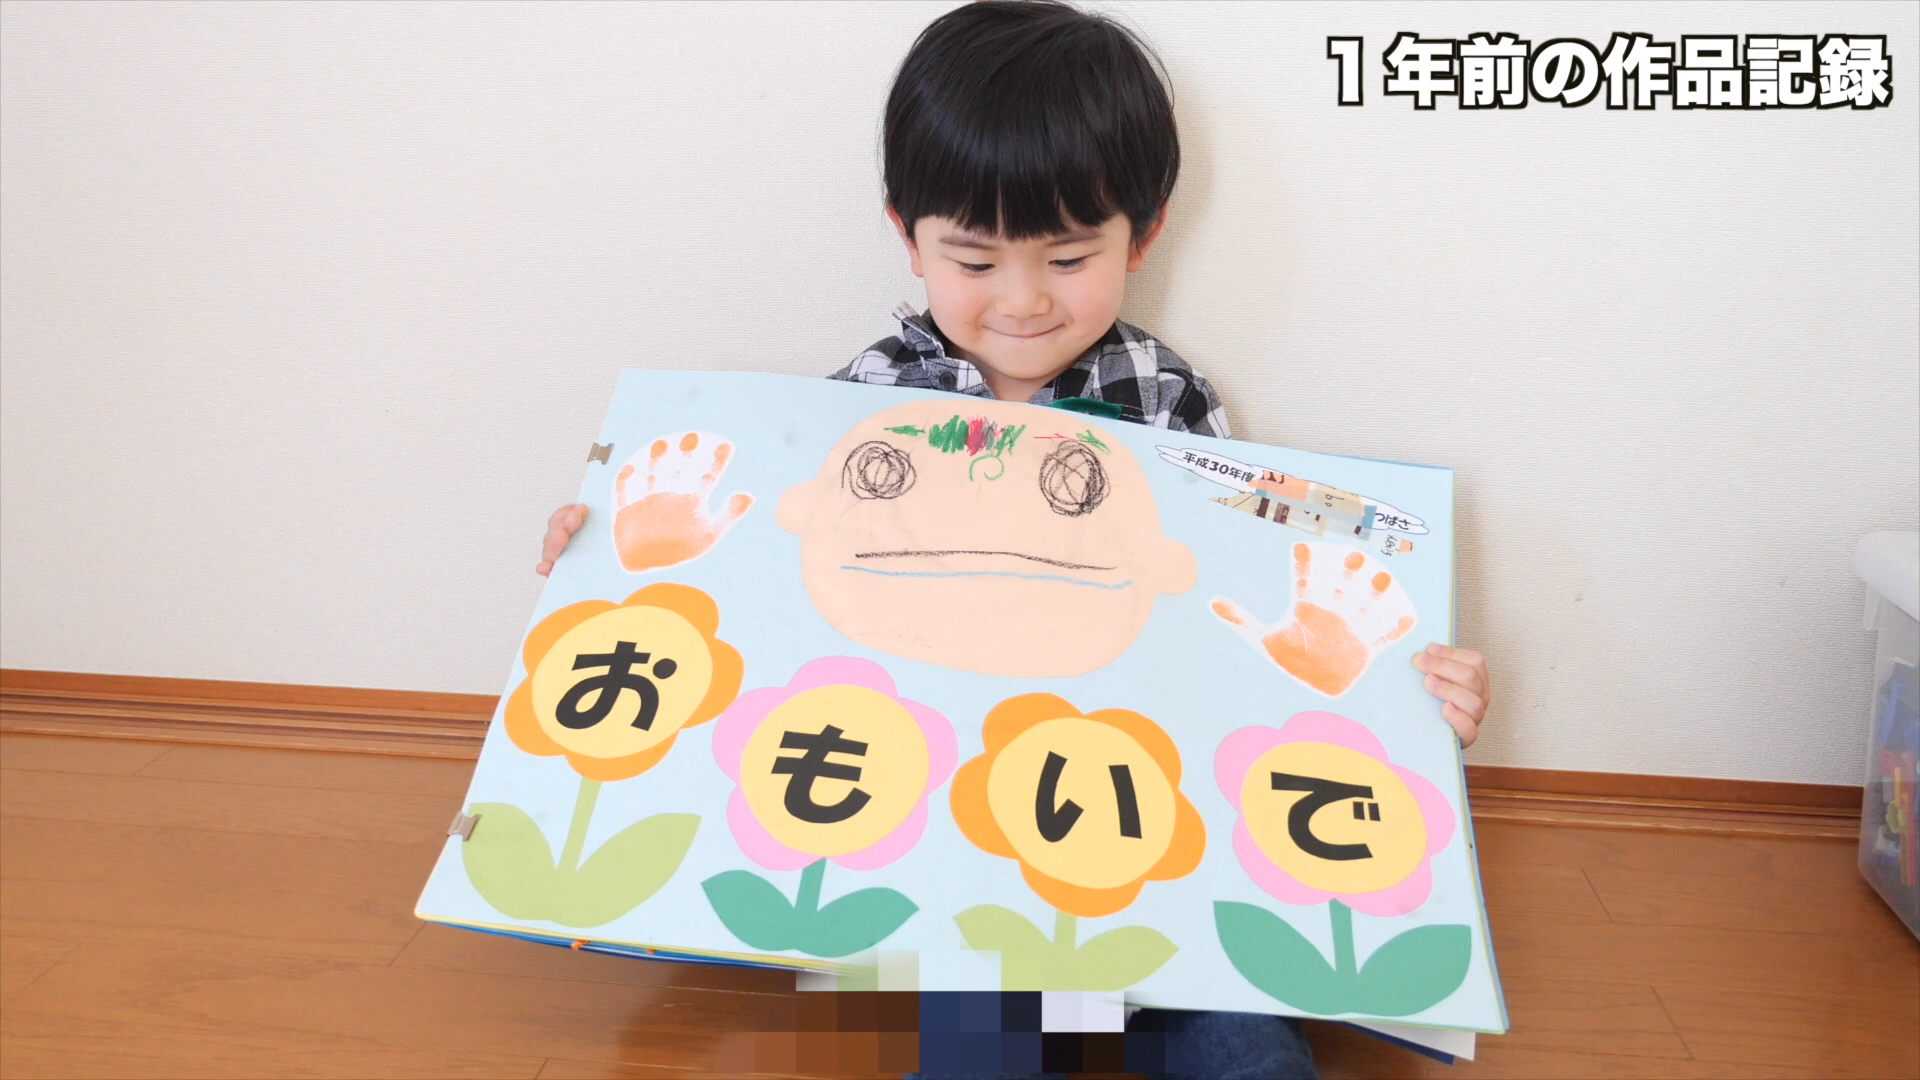 １年前の作品記録
平成30年度
つばさ
おもいで